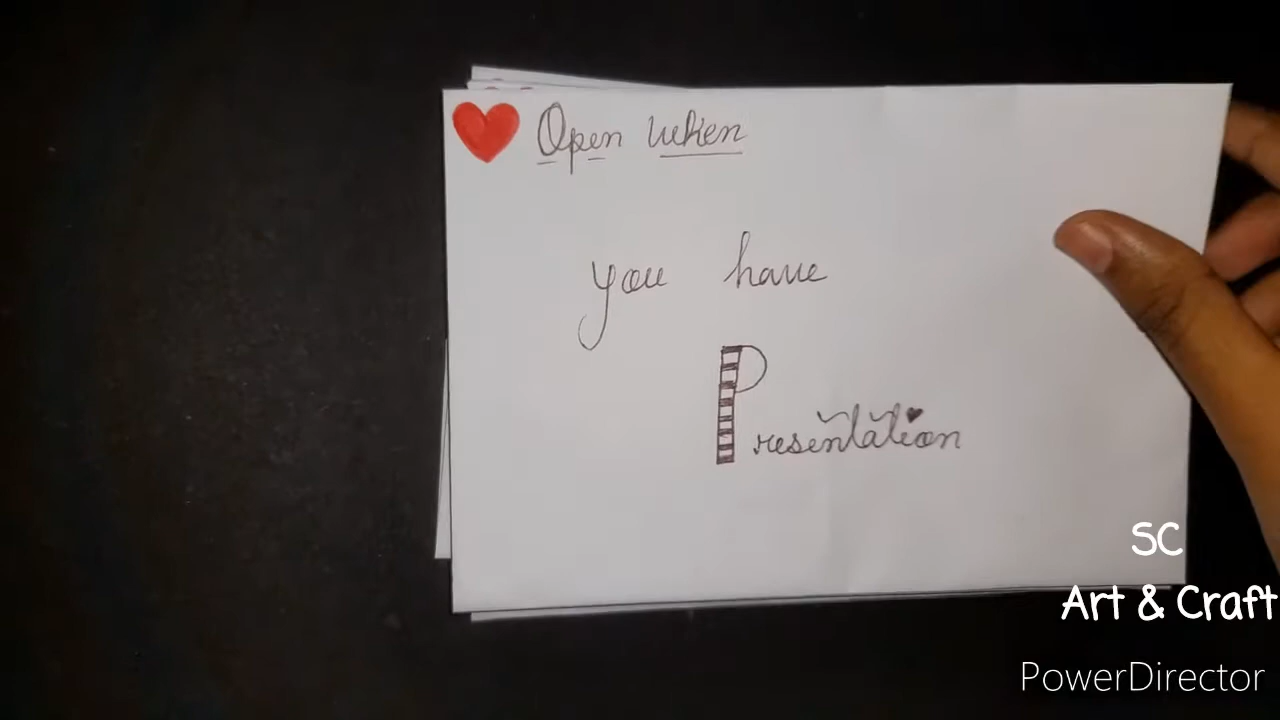 Open when
you have
Presentation
SC
Art & Craft
PowerDirector